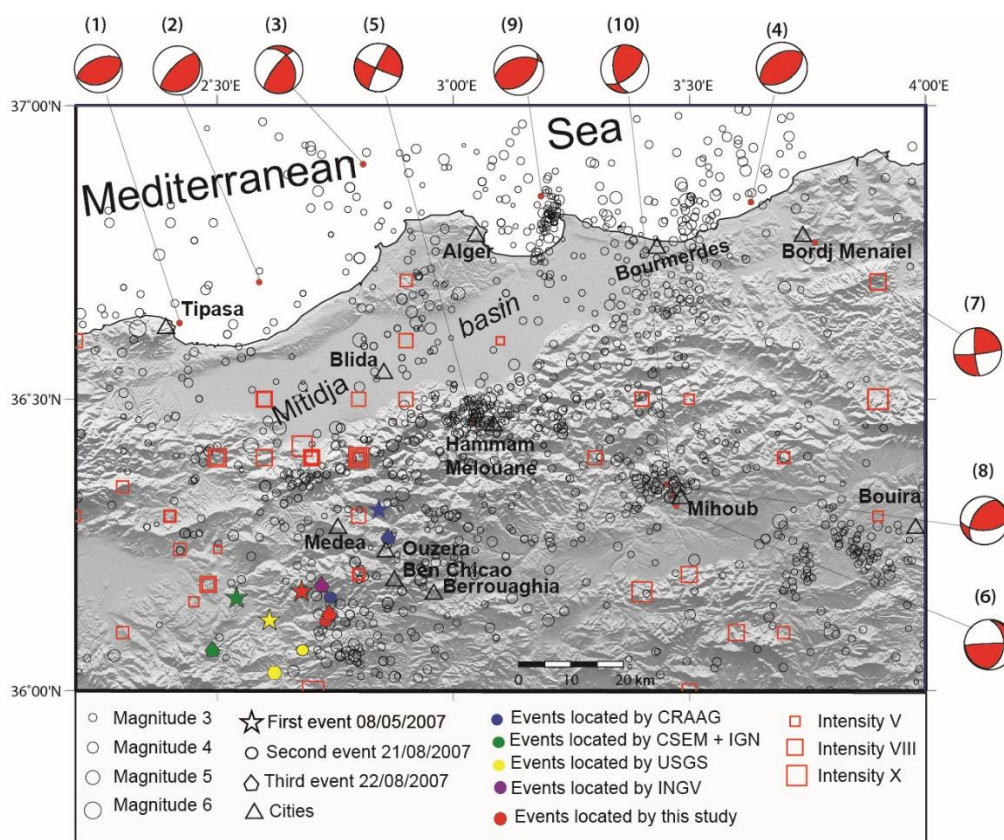 (1) (2) (3) (5) (9) (10) (4)
2°30'E 3°00'E 3°30'E 4°00'E
37°00'N
Sea
Mediterranean
Alger
Bourmerdes
Bordj Menaiel
Tipasa
basin
(7)
Blida
Mitidja
36°30'N
Hammam
Melouane
Mihoub
Bouira
(8)
Medea
Ouzera
Ben Chicao
Berrouaghia
(6)
36°00'N
0 10 20 km
Magnitude 3
Magnitude 4
Magnitude 5
Magnitude 6
First event 08/05/2007
Second event 21/08/2007
Third event 22/08/2007
Cities
Events located by CRAAG
Events located by CSEM + IGN
Events located by USGS
Events located by INGV
Events located by this study
Intensity V
Intensity VIII
Intensity X